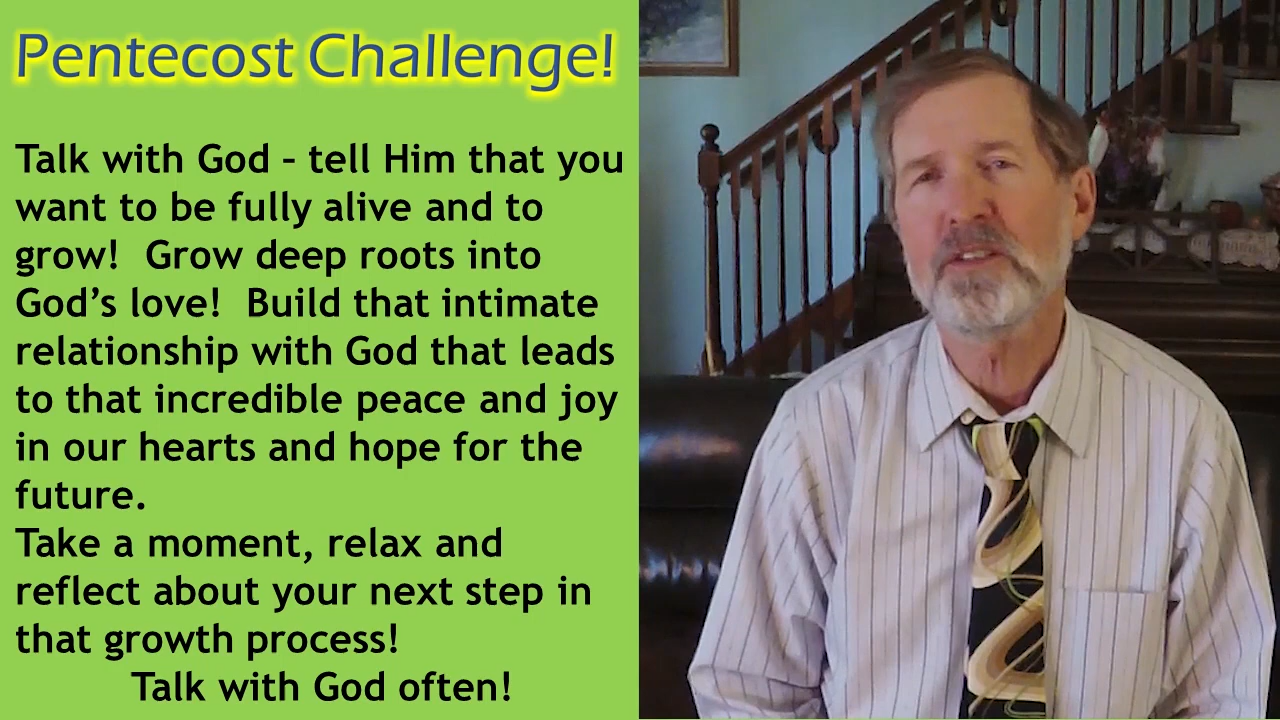 Pentecost Challenge!
Talk with God – tell Him that you
want to be fully alive and to
grow!  Grow deep roots into
God’s love!  Build that intimate
relationship with God that leads
to that incredible peace and joy
in our hearts and hope for the
future.
Take a moment, relax and
reflect about your next step in
that growth process!
Talk with God often!